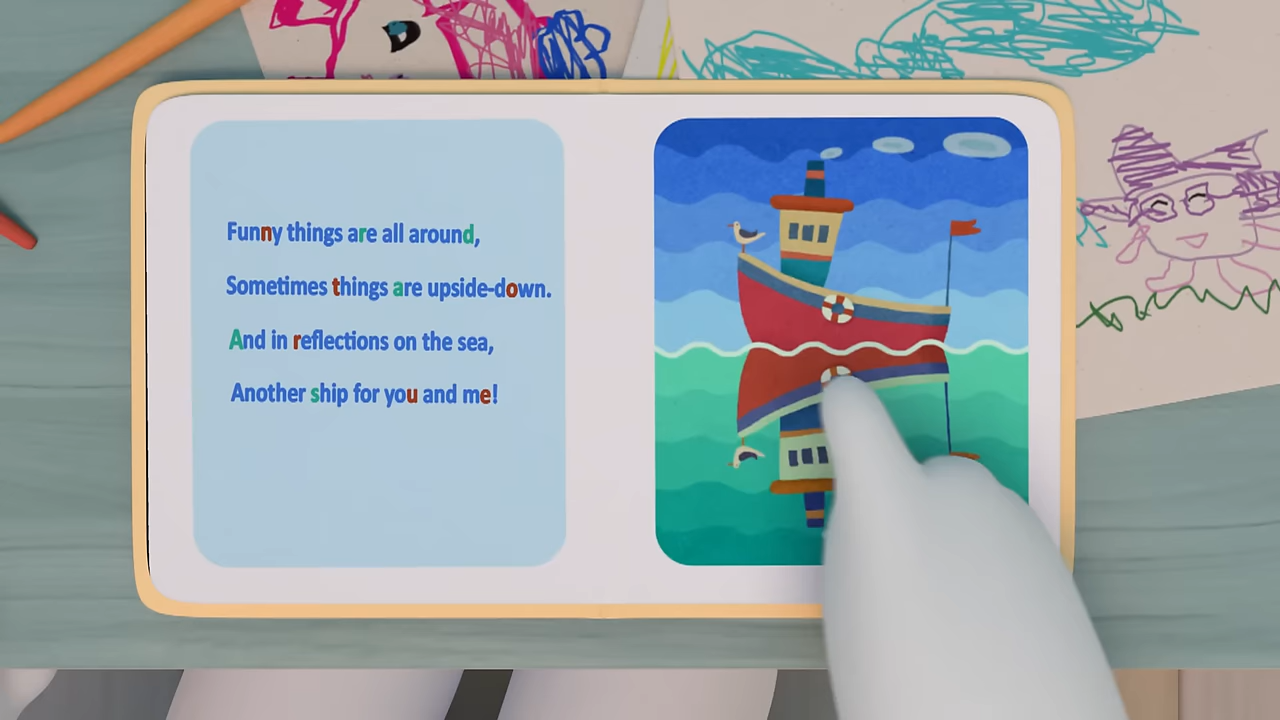 Funny things are all around,
Sometimes things are upside-down.
And in reflections on the sea,
Another ship for you and me!